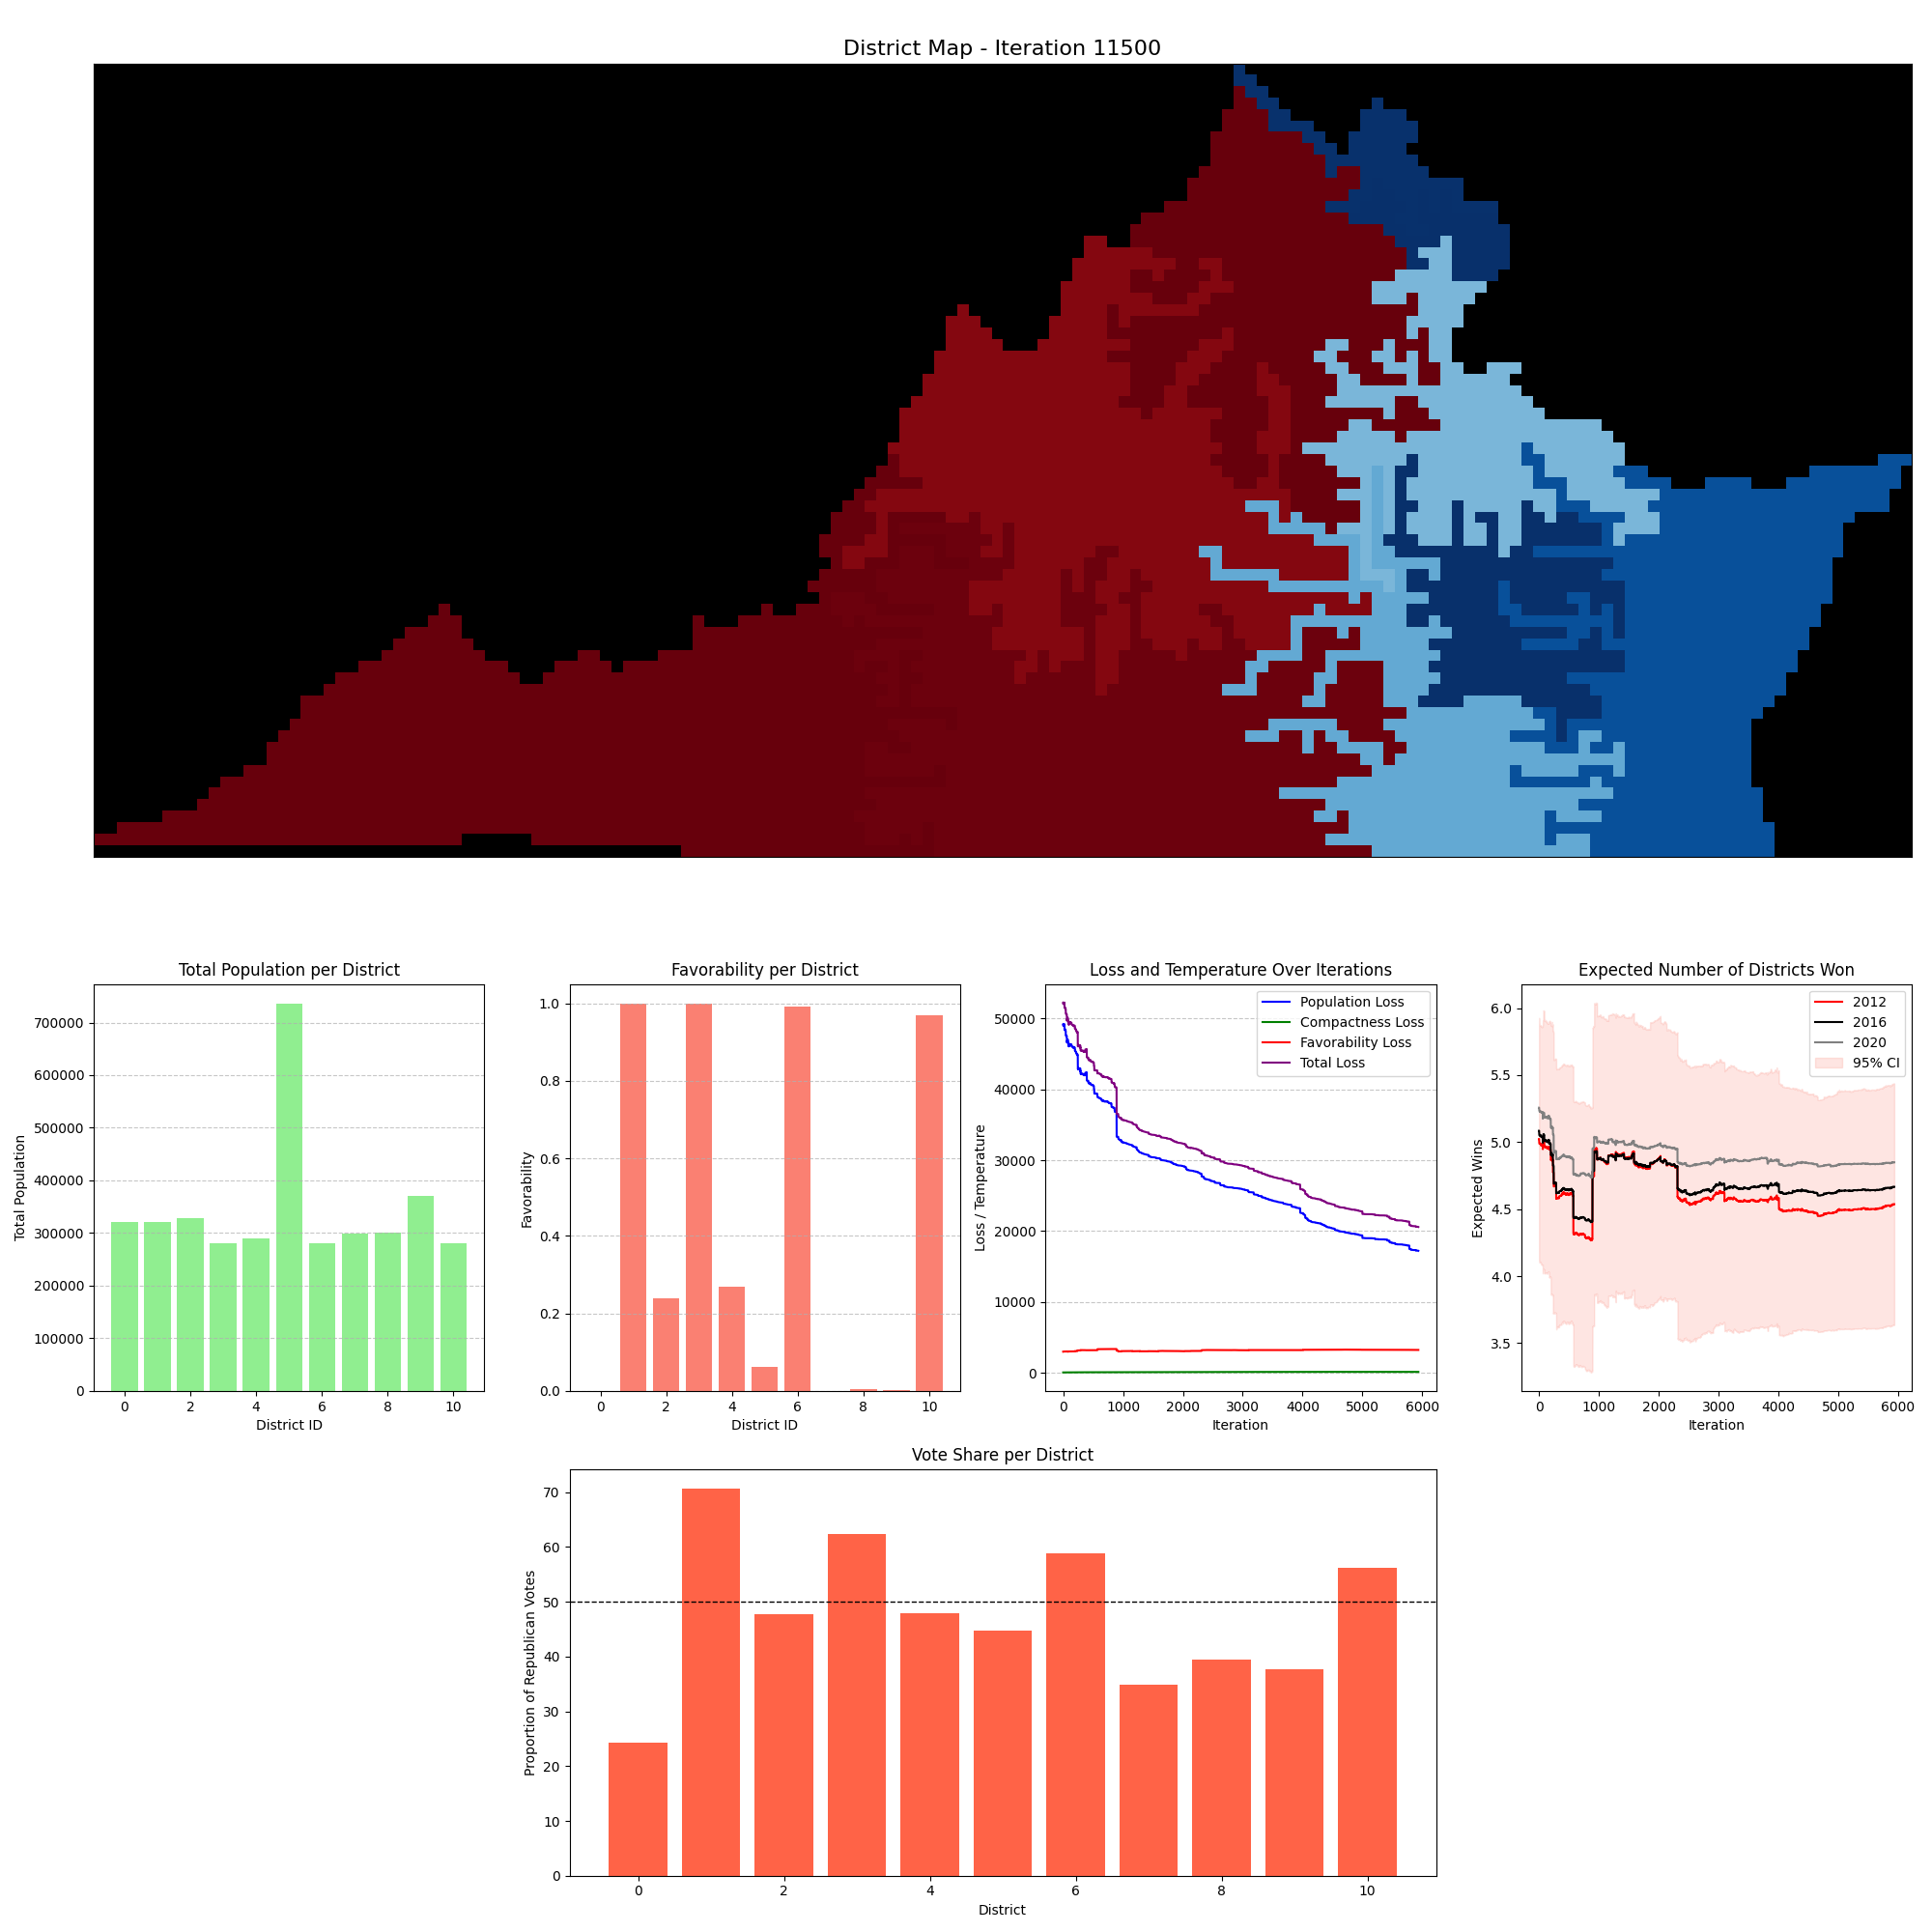 District Map - Iteration 11500
Total Population per District
Total Population
700000
600000
500000
400000
300000
200000
100000
0
0 2 4 6 8 10
District ID
Favorability per District
Favorability
1.0
0.8
0.6
0.4
0.2
0.0
0 2 4 6 8 10
District ID
Loss and Temperature Over Iterations
Loss / Temperature
50000
40000
30000
20000
10000
0
Population Loss
Compactness Loss
Favorability Loss
Total Loss
0 1000 2000 3000 4000 5000 6000
Iteration
Expected Number of Districts Won
Expected Wins
6.0
5.5
5.0
4.5
4.0
3.5
2012
2016
2020
95% CI
0 1000 2000 3000 4000 5000 6000
Iteration
Vote Share per District
Proportion of Republican Votes
70
60
50
40
30
20
10
0
0 2 4 6 8 10
District